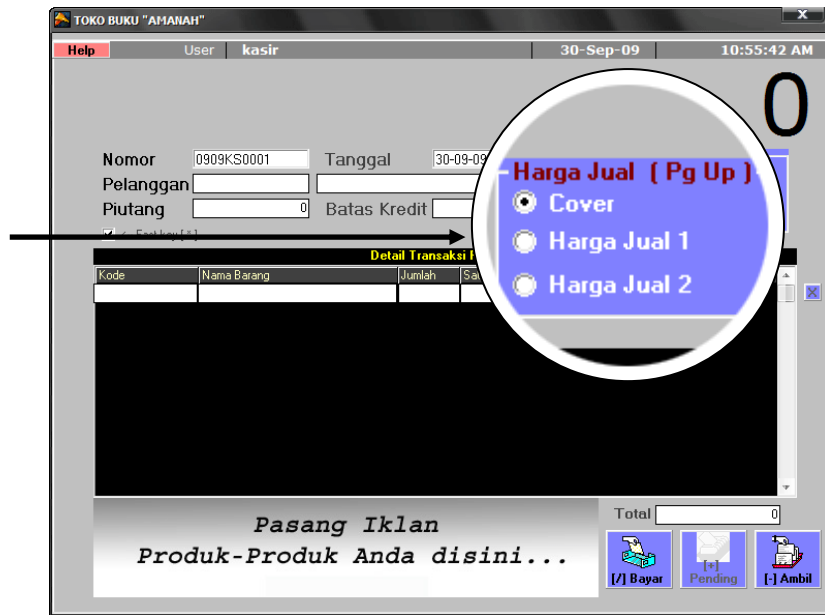 TOKO BUKU "AMANAH"
X
Help User kasir 30-Sep-09 10:55:42 AM
0
Nomor 0909KS0001 Tanggal 30-09-09
Pelanggan
Piutang 0 Batas Kredit
Harga Jual ( Pg Up )
Cover
Harga Jual 1
Harga Jual 2
Detail Transaksi
Kode Nama Barang Jumlah
X
Pasang Iklan
Produk-Produk Anda disini...
Total 0
[/] Bayar
[+] Pending
[-] Ambil